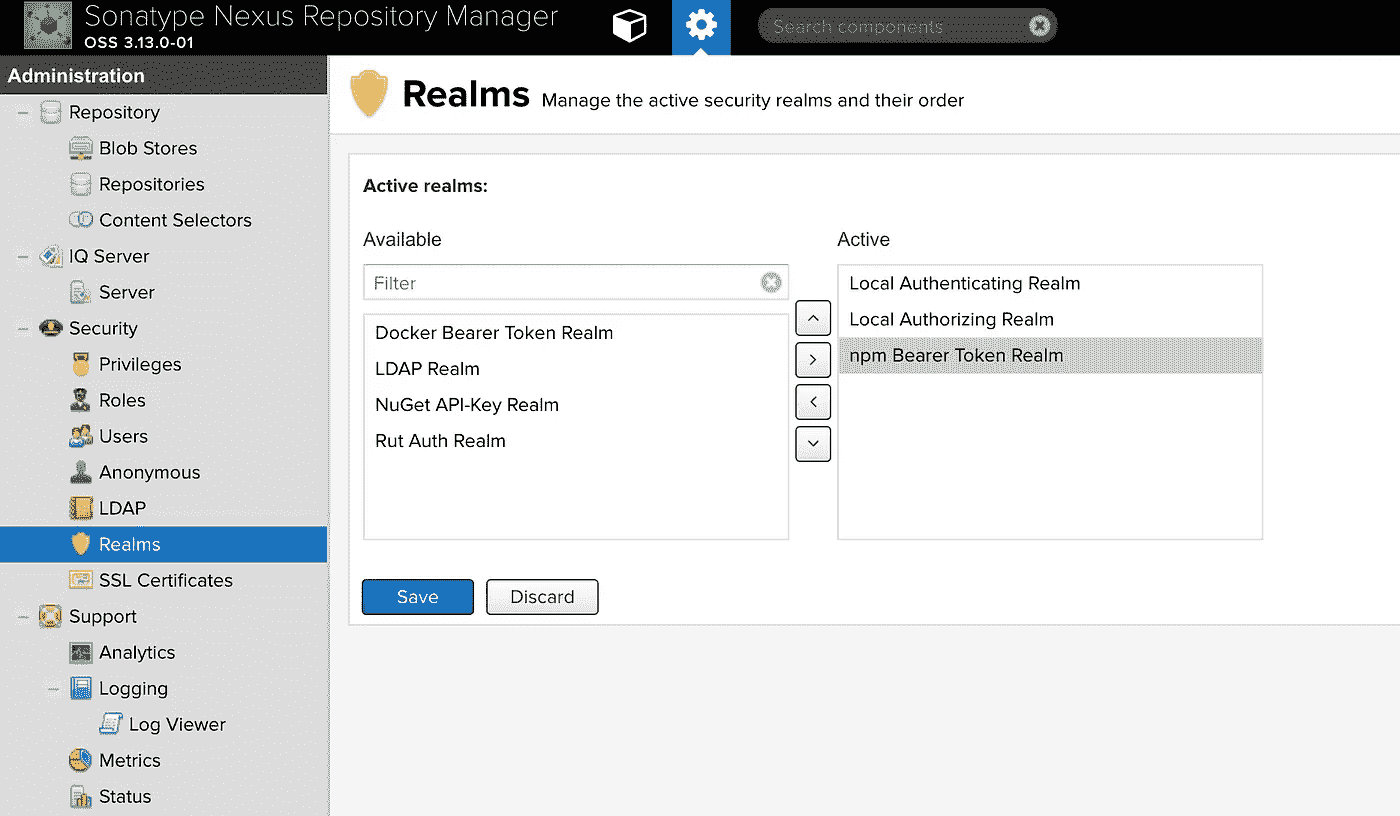 Sonatype Nexus Repository Manager
OSS 3.13.0-01
Search components
Administration
Repository
Blob Stores
Repositories
Content Selectors
IQ Server
Server
Security
Privileges
Roles
Users
Anonymous
LDAP
Realms
SSL Certificates
Support
Analytics
Logging
Log Viewer
Metrics
Status
Realms Manage the active security realms and their order
Active realms:
Available
Filter
Docker Bearer Token Realm
LDAP Realm
NuGet API-Key Realm
Rut Auth Realm
Active
Local Authenticating Realm
Local Authorizing Realm
npm Bearer Token Realm
Save Discard